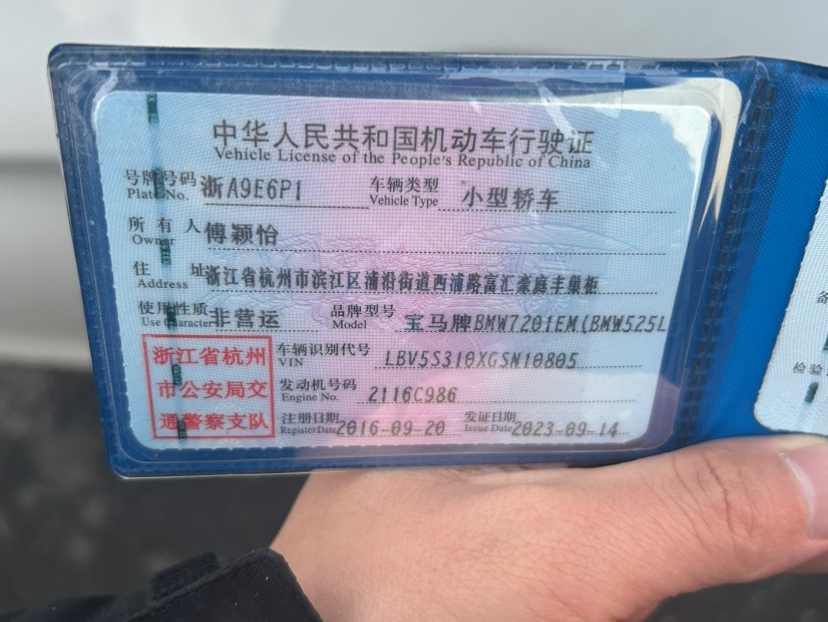 中华人民共和国机动车行驶证
Vehicle License of the People's Republic of China
号牌号码 浙A9E6P1 车辆类型 小型轿车
Plate No. Vehicle Type
所有人 傅颖怡
Owner
住址 浙江省杭州市滨江区浦沿街道西浦路富汇豪庭丰巢柜
Address
使用性质 非营运 品牌型号 宝马牌BMW7201EM(BMW525L
Use Character Model
浙江省杭州
市公安局交
通警察支队
车辆识别代号 LBV5S310XGSN10805
VIN
发动机号码 2116C986
Engine No.
注册日期 2016-09-20 发证日期 2023-09-14
Register Date Issue Date
备
检验